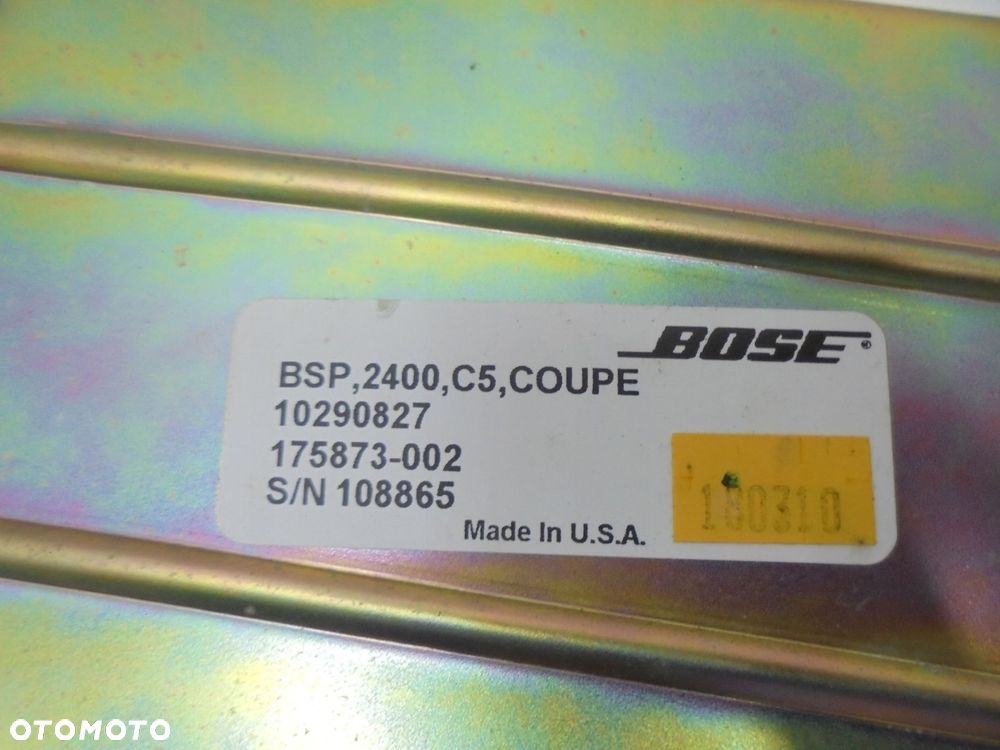 BOSE®
BSP,2400,C5,COUPE
10290827
175873-002
S/N 108865
180310
Made In U.S.A.
OTOMOTO